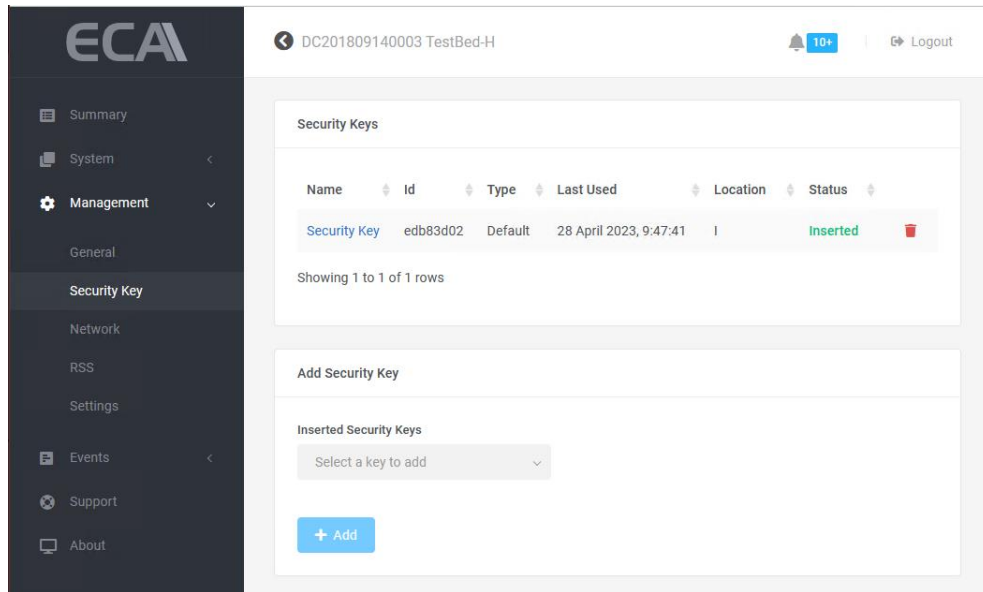 ECA
DC201809140003 TestBed-H
10+
Logout
Summary
System
Management
General
Security Key
Network
RSS
Settings
Events
Support
About
Security Keys
Name Id Type Last Used Location Status
Security Key edb83d02 Default 28 April 2023, 9:47:41 I Inserted
Showing 1 to 1 of 1 rows
Add Security Key
Inserted Security Keys
Select a key to add
+ Add